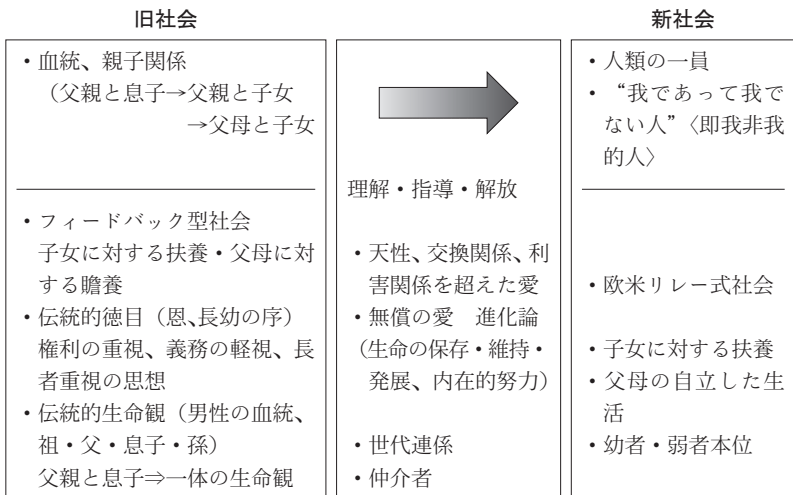 旧社会
・血統、親子関係
（父親と息子→父親と子女
→父母と子女
・フィードバック型社会
子女に対する扶養・父母に対
する贍養
・伝統的徳目（恩、長幼の序）
権利の重視、義務の軽視、長
者重視の思想
・伝統的生命観（男性の血統、
祖・父・息子・孫）
父親と息子⇒一体の生命観
理解・指導・解放
・天性、交換関係、利
害関係を超えた愛
・無償の愛　進化論
（生命の保存・維持・
発展、内在的努力）
・世代連係
・仲介者
新社会
・人類の一員
・“我であって我で
ない人”〈即我非我
的人〉
・欧米リレー式社会
・子女に対する扶養
・父母の自立した生
活
・幼者・弱者本位